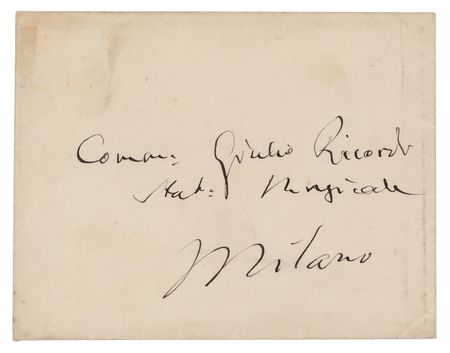 Comm: Giulio Ricordi
Stab: Musicale
Milano